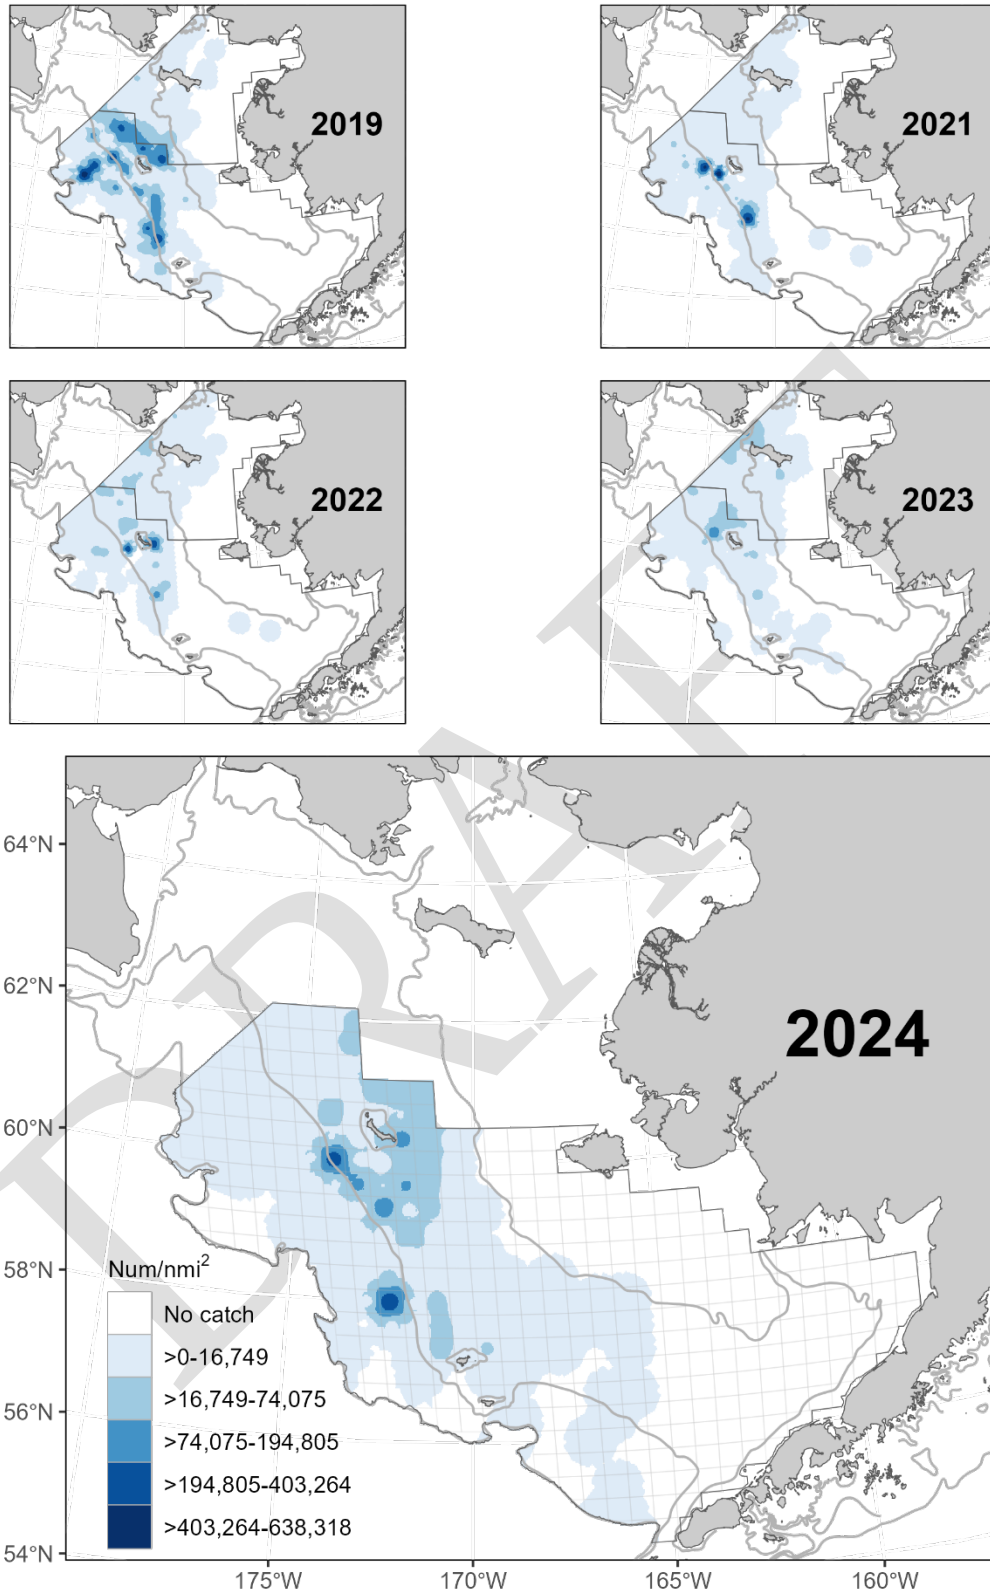 2019
2021
2022
2023
2024
64°N
62°N
60°N
58°N
56°N
54°N
Num/nmi²
No catch
>0-16,749
>16,749-74,075
>74,075-194,805
>194,805-403,264
>403,264-638,318
175°W
170°W
165°W
160°W
DRAFT